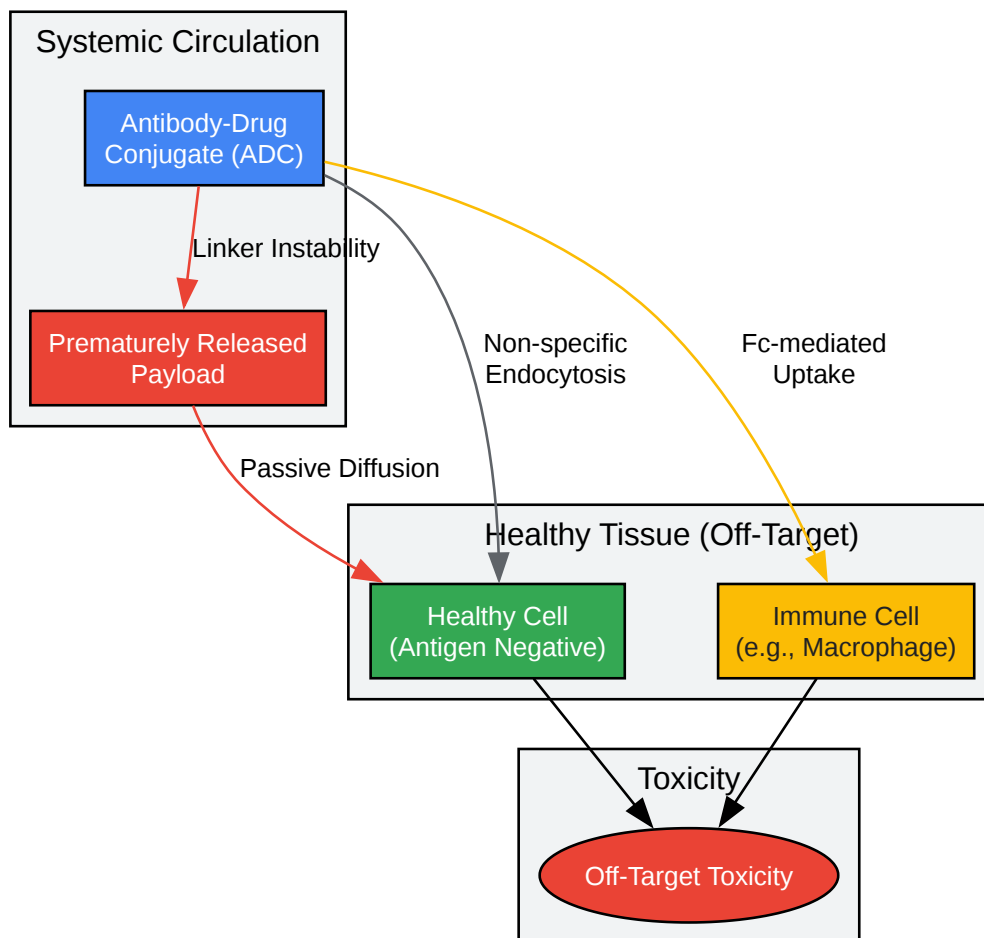 Systemic Circulation
Antibody-Drug
Conjugate (ADC)
Linker Instability
Prematurely Released
Payload
Non-specific
Endocytosis
Fc-mediated
Uptake
Passive Diffusion
Healthy Tissue (Off-Target)
Healthy Cell
(Antigen Negative)
Immune Cell
(e.g., Macrophage)
Toxicity
Off-Target Toxicity